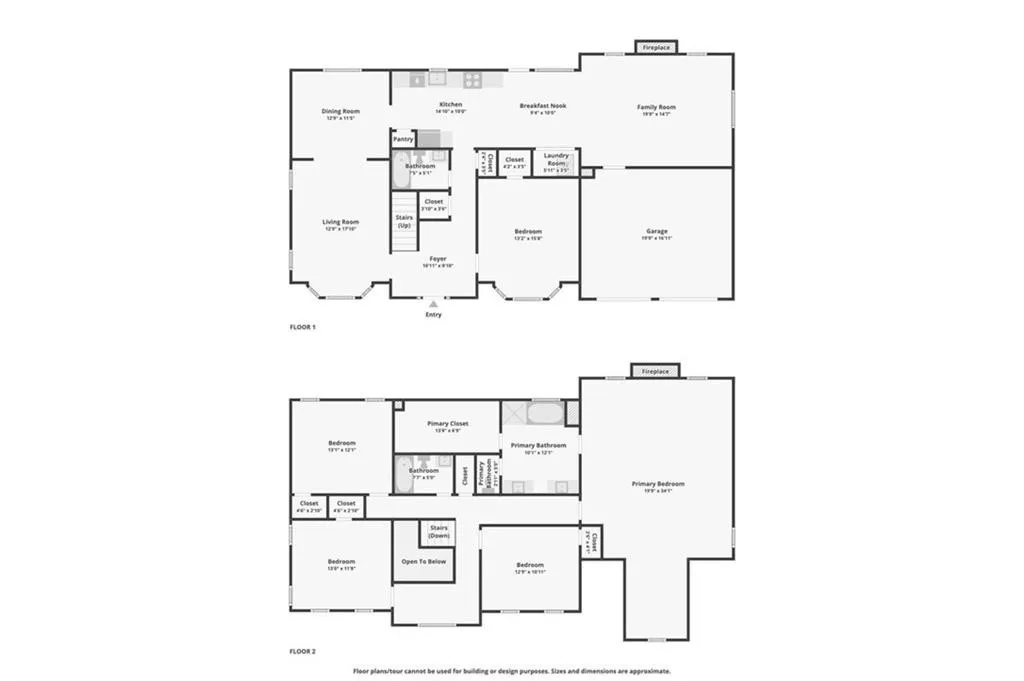 Fireplace
Dining Room
12'9" x 11'5"
Kitchen
14'10" x 10'0"
Breakfast Nook
9'4" x 10'0"
Family Room
19'8" x 14'7"
Pantry
Bathroom
7'5" x 5'1"
Closet
2'4" x 3'5"
Closet
4'2" x 3'5"
Laundry
Room
5'11" x 3'5"
Closet
3'10" x 3'6"
Stairs
(Up)
Living Room
12'9" x 17'10"
Bedroom
13'2" x 15'8"
Garage
19'9" x 16'11"
Foyer
10'11" x 9'10"
Entry
FLOOR 1
Fireplace
Pimary Closet
13'9" x 6'9"
Bedroom
13'1" x 12'1"
Primary Bathroom
10'1" x 12'1"
Bathroom
7'7" x 5'0"
Closet
Primary
Bathroom
2'11" x 5'0"
Primary Bedroom
19'9" x 34'1"
Closet
4'6" x 2'10"
Closet
4'6" x 2'10"
Stairs
(Down)
Closet
Bedroom
13'0" x 11'8"
Open To Below
Bedroom
12'9" x 10'11"
FLOOR 2
Floor plans/tour cannot be used for building or design purposes. Sizes and dimensions are approximate.